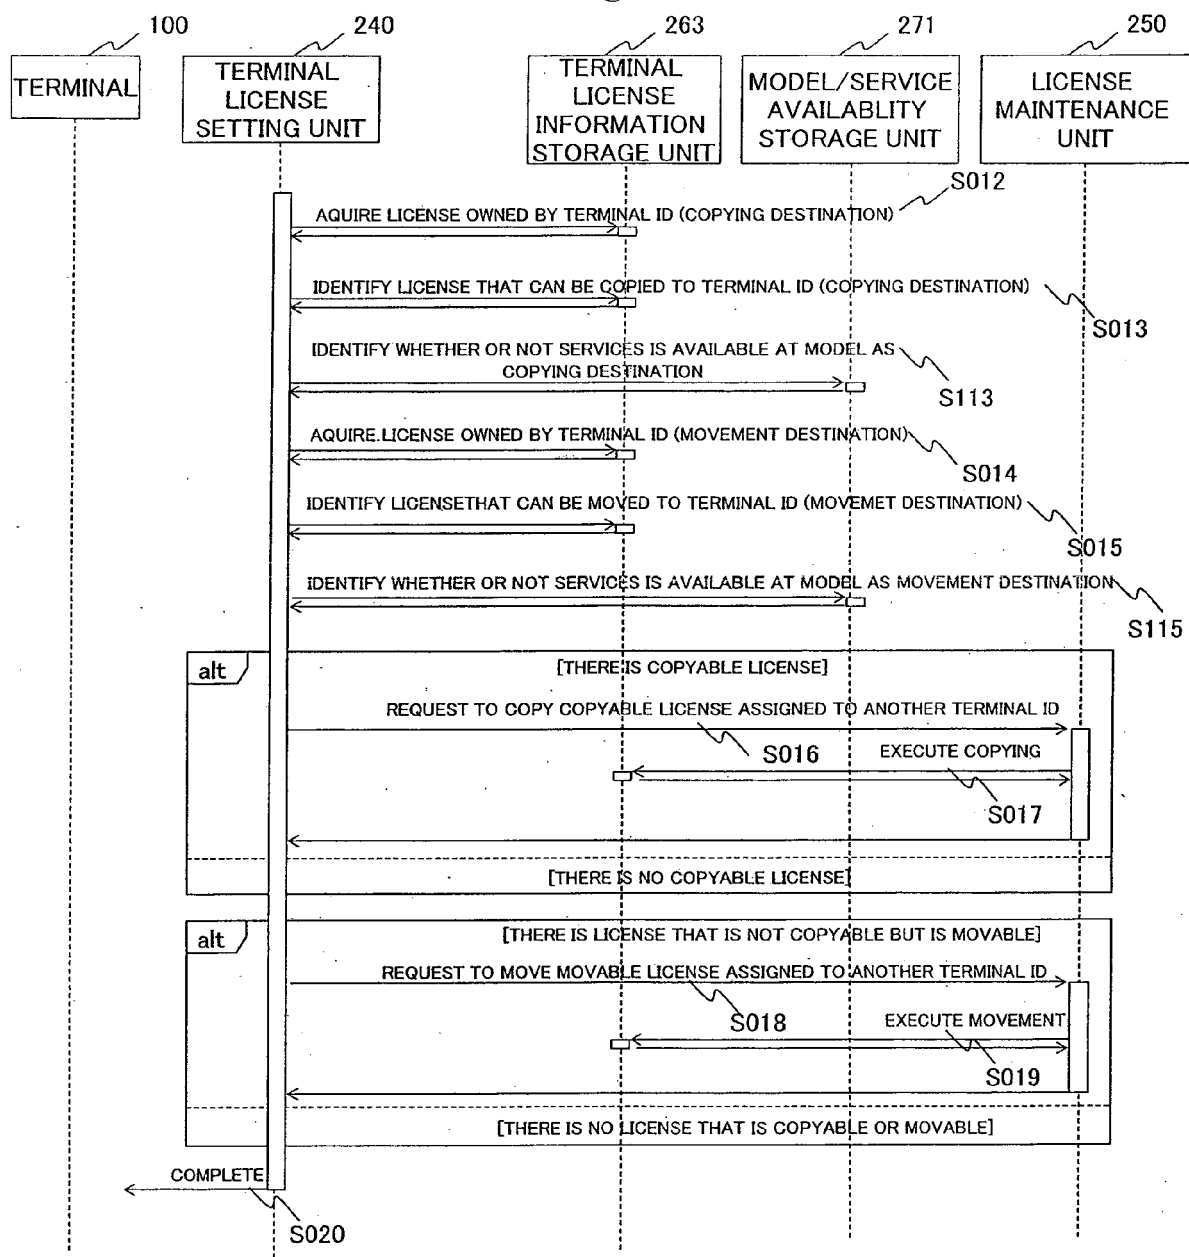 100
240
263
271
250
TERMINAL
TERMINAL
LICENSE
SETTING UNIT
TERMINAL
LICENSE
INFORMATION
STORAGE UNIT
MODEL/SERVICE
AVAILABLITY
STORAGE UNIT
LICENSE
MAINTENANCE
UNIT
S012
AQUIRE LICENSE OWNED BY TERMINAL ID (COPYING DESTINATION)
IDENTIFY LICENSE THAT CAN BE COPIED TO TERMINAL ID (COPYING DESTINATION)
S013
IDENTIFY WHETHER OR NOT SERVICES IS AVAILABLE AT MODEL AS
COPYING DESTINATION
S113
AQUIRE.LICENSE OWNED BY TERMINAL ID (MOVEMENT DESTINATION)
S014
IDENTIFY LICENSETHAT CAN BE MOVED TO TERMINAL ID (MOVEMET DESTINATION)
S015
IDENTIFY WHETHER OR NOT SERVICES IS AVAILABLE AT MODEL AS MOVEMENT DESTINATION
S115
alt
[THERE IS COPYABLE LICENSE]
REQUEST TO COPY COPYABLE LICENSE ASSIGNED TO ANOTHER TERMINAL ID
S016
EXECUTE COPYING
S017
[THERE IS NO COPYABLE LICENSE]
alt
[THERE IS LICENSE THAT IS NOT COPYABLE BUT IS MOVABLE]
REQUEST TO MOVE MOVABLE LICENSE ASSIGNED TO ANOTHER TERMINAL ID
S018
EXECUTE MOVEMENT
S019
[THERE IS NO LICENSE THAT IS COPYABLE OR MOVABLE]
COMPLETE
S020